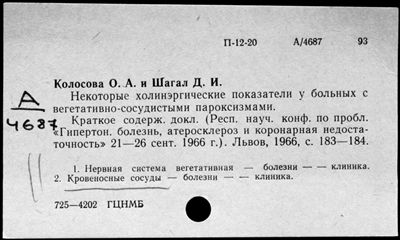 П-12-20 А/4687 93
Колосова О. А. и Шагал Д. И.
Некоторые холинэргические показатели у больных с
вегетативно-сосудистыми пароксизмами.
А
4687
Краткое содерж. докл. (Респ. науч. конф. по пробл.
«Гипертон. болезнь, атеросклероз и коронарная недоста-
точность» 21—26 сент. 1966 г.). Львов, 1966, с. 183—184.
1. Нервная система вегетативная — болезни — — клиника.
2. Кровеносные сосуды — болезни — — клиника.
725—4202 ГЦНМБ